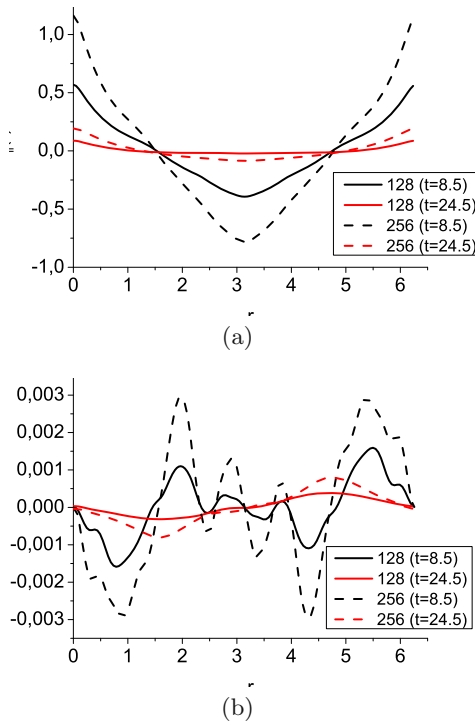 1,0
0,5
0,0
-0,5
-1,0
128 (t=8.5)
128 (t=24.5)
256 (t=8.5)
256 (t=24.5)
0 1 2 3 4 5 6
r
(a)
0,003
0,002
0,001
0,000
-0,001
-0,002
-0,003
128 (t=8.5)
128 (t=24.5)
256 (t=8.5)
256 (t=24.5)
0 1 2 3 4 5 6
r
(b)